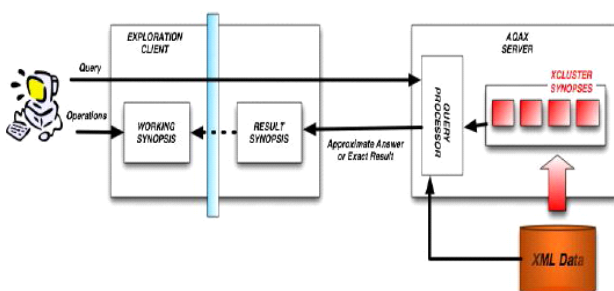 EXPLORATION
CLIENT
AQAX
SERVER
Query
XCLUSTER
SYNOPSES
Operations
WORKING
SYNOPSIS
RESULT
SYNOPSIS
QUERY
PROCESSOR
Approximate Answer
or Exact Result
XML Data